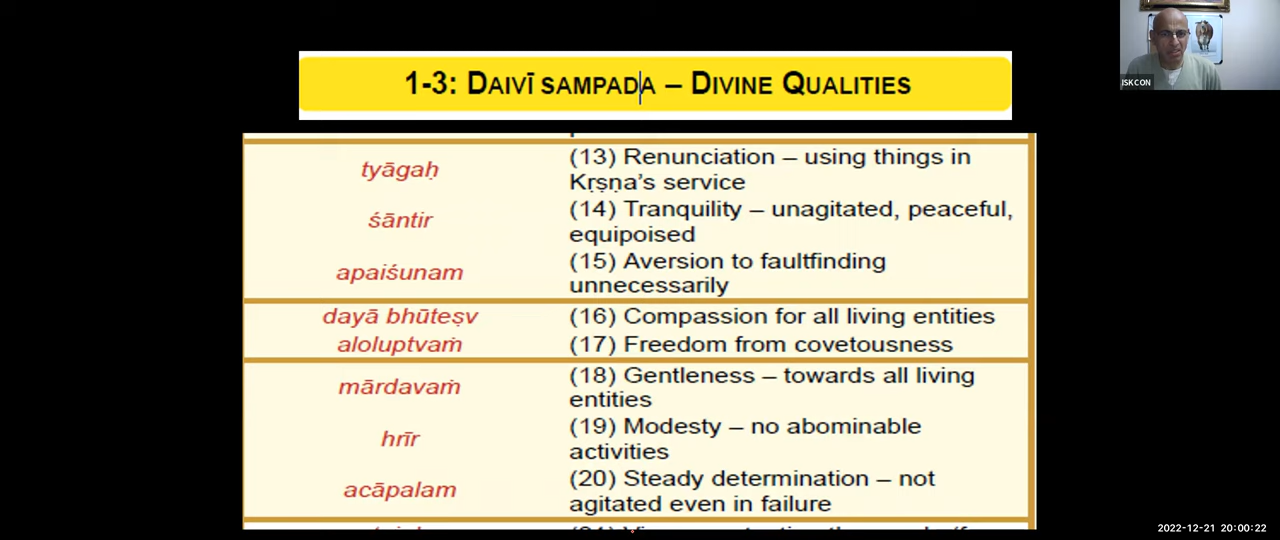 1-3: DAIVĪ SAMPADA – DIVINE QUALITIES
ISKCON
tyāgaḥ
(13) Renunciation – using things in
Kṛṣṇa's service
śāntir
(14) Tranquility – unagitated, peaceful,
equipoised
apaiśunam
(15) Aversion to faultfinding
unnecessarily
dayā bhūteṣv
(16) Compassion for all living entities
aloluptvaṁ
(17) Freedom from covetousness
mārdavaṁ
(18) Gentleness – towards all living
entities
hrīr
(19) Modesty – no abominable
activities
acāpalam
(20) Steady determination – not
agitated even in failure
2022-12-21 20:00:22